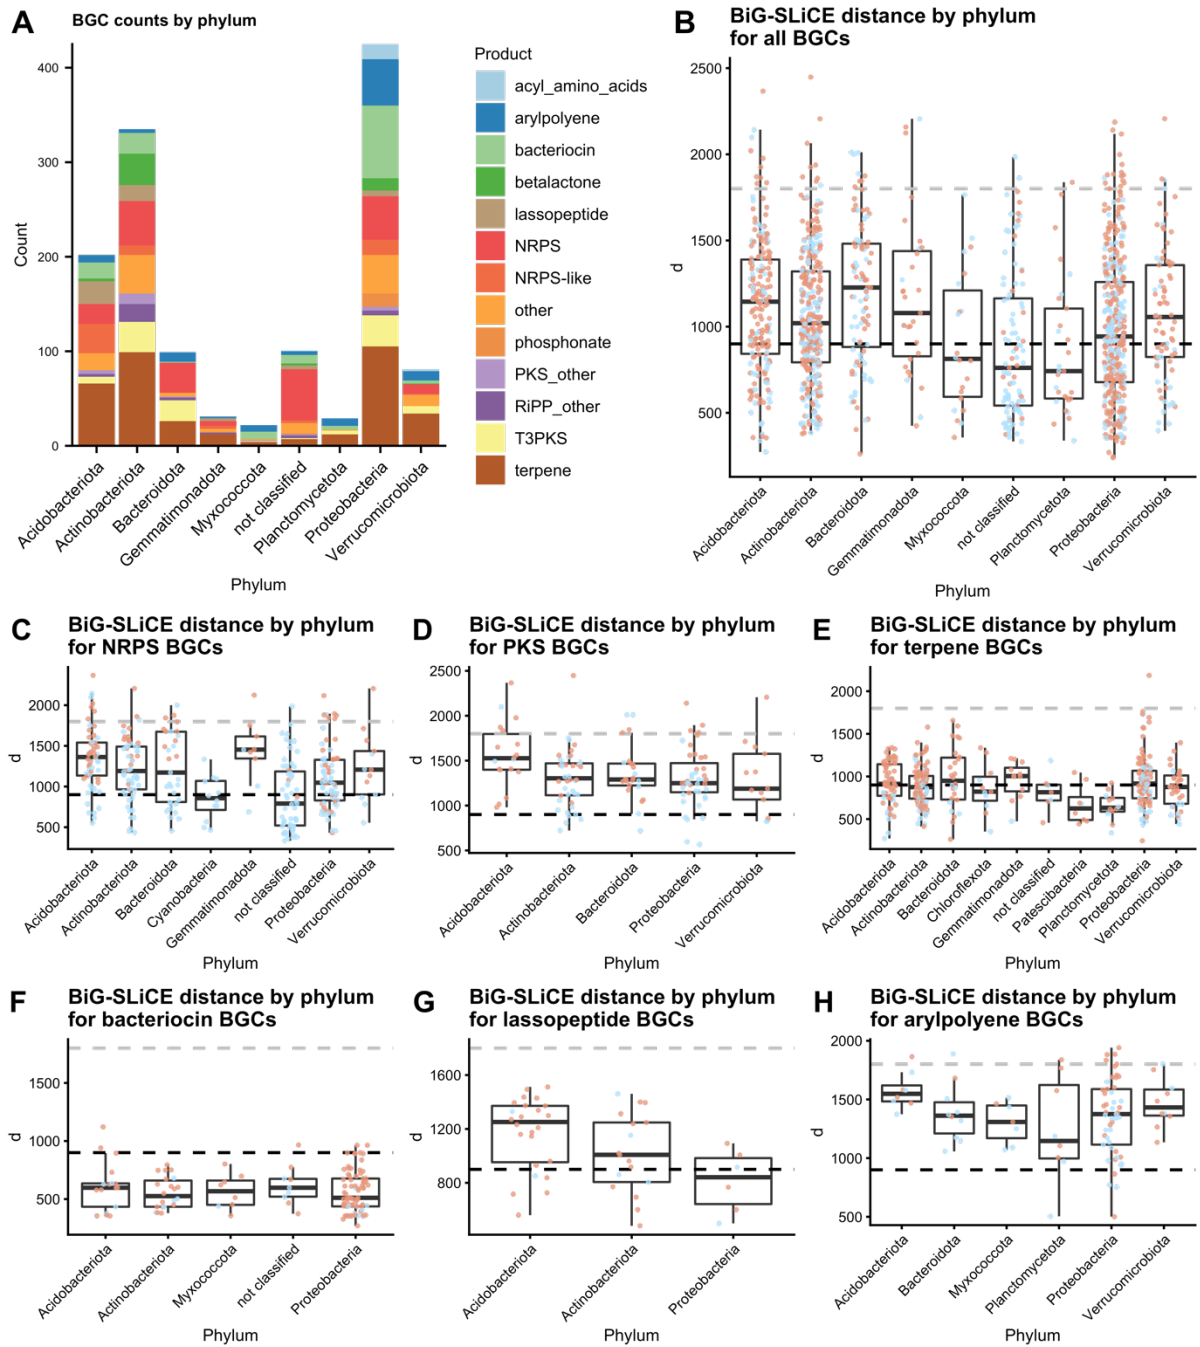 A
BGC counts by phylum
400
300
200
100
0
Count
Acidobacteriota
Actinobacteriota
Bacteroidota
Gemmatimonadota
Myxococcota
not classified
Planctomycetota
Proteobacteria
Verrucomicrobiota
Phylum
Product
acyl_amino_acids
arylpolyene
bacteriocin
betalactone
lassopeptide
NRPS
NRPS-like
other
phosphonate
PKS_other
RiPP_other
T3PKS
terpene
B
BiG-SLiCE distance by phylum
for all BGCs
2500
2000
1500
1000
500
d
Acidobacteriota
Actinobacteriota
Bacteroidota
Gemmatimonadota
Myxococcota
not classified
Planctomycetota
Proteobacteria
Verrucomicrobiota
Phylum
C
BiG-SLiCE distance by phylum
for NRPS BGCs
2000
1500
1000
500
d
Acidobacteriota
Actinobacteriota
Bacteroidota
Cyanobacteria
Gemmatimonadota
not classified
Proteobacteria
Verrucomicrobiota
Phylum
D
BiG-SLiCE distance by phylum
for PKS BGCs
2500
2000
1500
1000
500
d
Acidobacteriota
Actinobacteriota
Bacteroidota
Proteobacteria
Verrucomicrobiota
Phylum
E
BiG-SLiCE distance by phylum
for terpene BGCs
2000
1500
1000
500
d
Acidobacteriota
Actinobacteriota
Bacteroidota
Chloroflexota
Gemmatimonadota
not classified
Patescibacteria
Planctomycetota
Proteobacteria
Verrucomicrobiota
Phylum
F
BiG-SLiCE distance by phylum
for bacteriocin BGCs
1500
1000
500
d
Acidobacteriota
Actinobacteriota
Myxococcota
not classified
Proteobacteria
Phylum
G
BiG-SLiCE distance by phylum
for lassopeptide BGCs
1600
1200
800
d
Acidobacteriota
Actinobacteriota
Proteobacteria
Phylum
H
BiG-SLiCE distance by phylum
for arylpolyene BGCs
2000
1500
1000
500
d
Acidobacteriota
Bacteroidota
Myxococcota
Planctomycetota
Proteobacteria
Verrucomicrobiota
Phylum